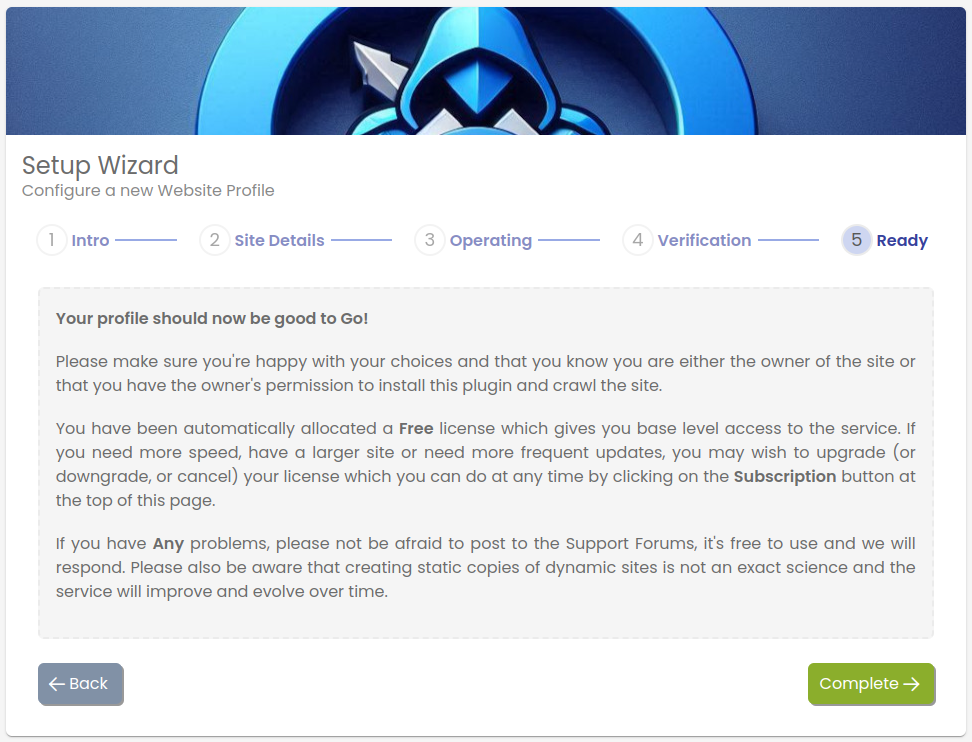 Setup Wizard
Configure a new Website Profile
1 Intro 2 Site Details 3 Operating 4 Verification 5 Ready
Your profile should now be good to Go!
Please make sure you're happy with your choices and that you know you are either the owner of the site or
that you have the owner's permission to install this plugin and crawl the site.
You have been automatically allocated a Free license which gives you base level access to the service. If
you need more speed, have a larger site or need more frequent updates, you may wish to upgrade (or
downgrade, or cancel) your license which you can do at any time by clicking on the Subscription button at
the top of this page.
If you have Any problems, please not be afraid to post to the Support Forums, it's free to use and we will
respond. Please also be aware that creating static copies of dynamic sites is not an exact science and the
service will improve and evolve over time.
← Back
Complete →